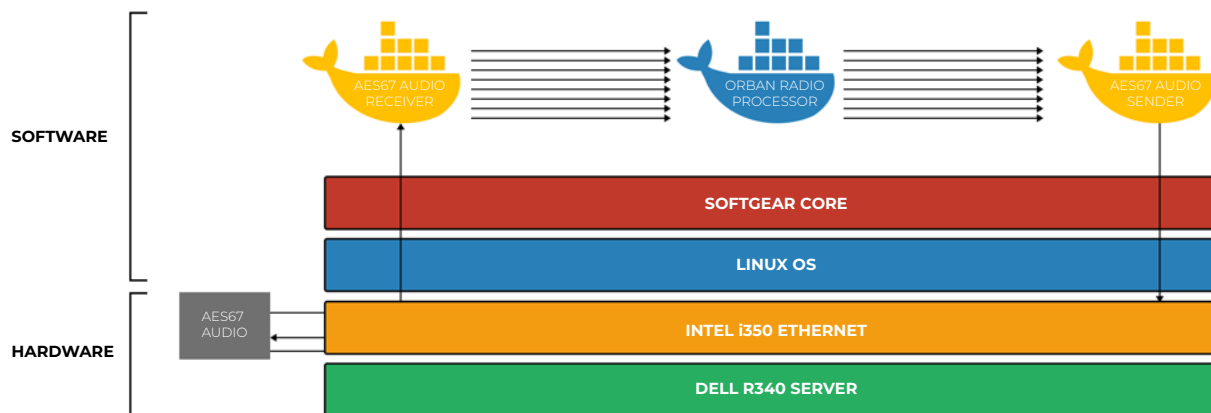 AES67 AUDIO
RECEIVER
ORBAN RADIO
PROCESSOR
AES67 AUDIO
SENDER
SOFTWARE
SOFTGEAR CORE
LINUX OS
AES67
AUDIO
INTEL i350 ETHERNET
HARDWARE
DELL R340 SERVER